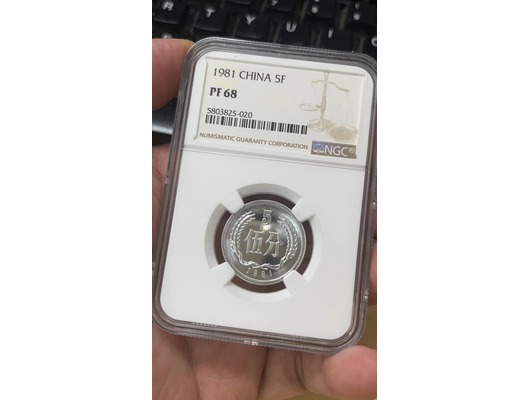 1981 CHINA 5F
PF 68
5803825-020
NUMISMATIC GUARANTY CORPORATION
NGC®
5
伍分
1981